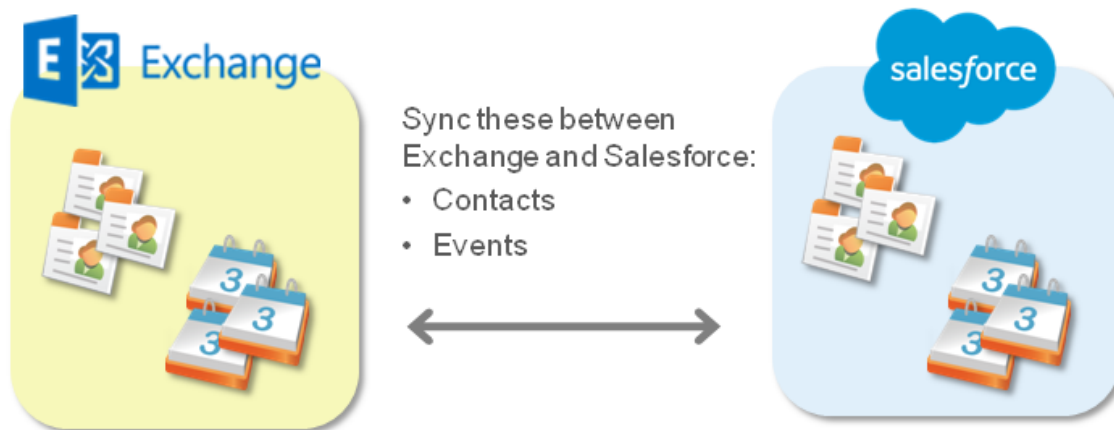 E Exchange
salesforce
Sync these between
Exchange and Salesforce:
• Contacts
• Events
3
3
3
3
3
3